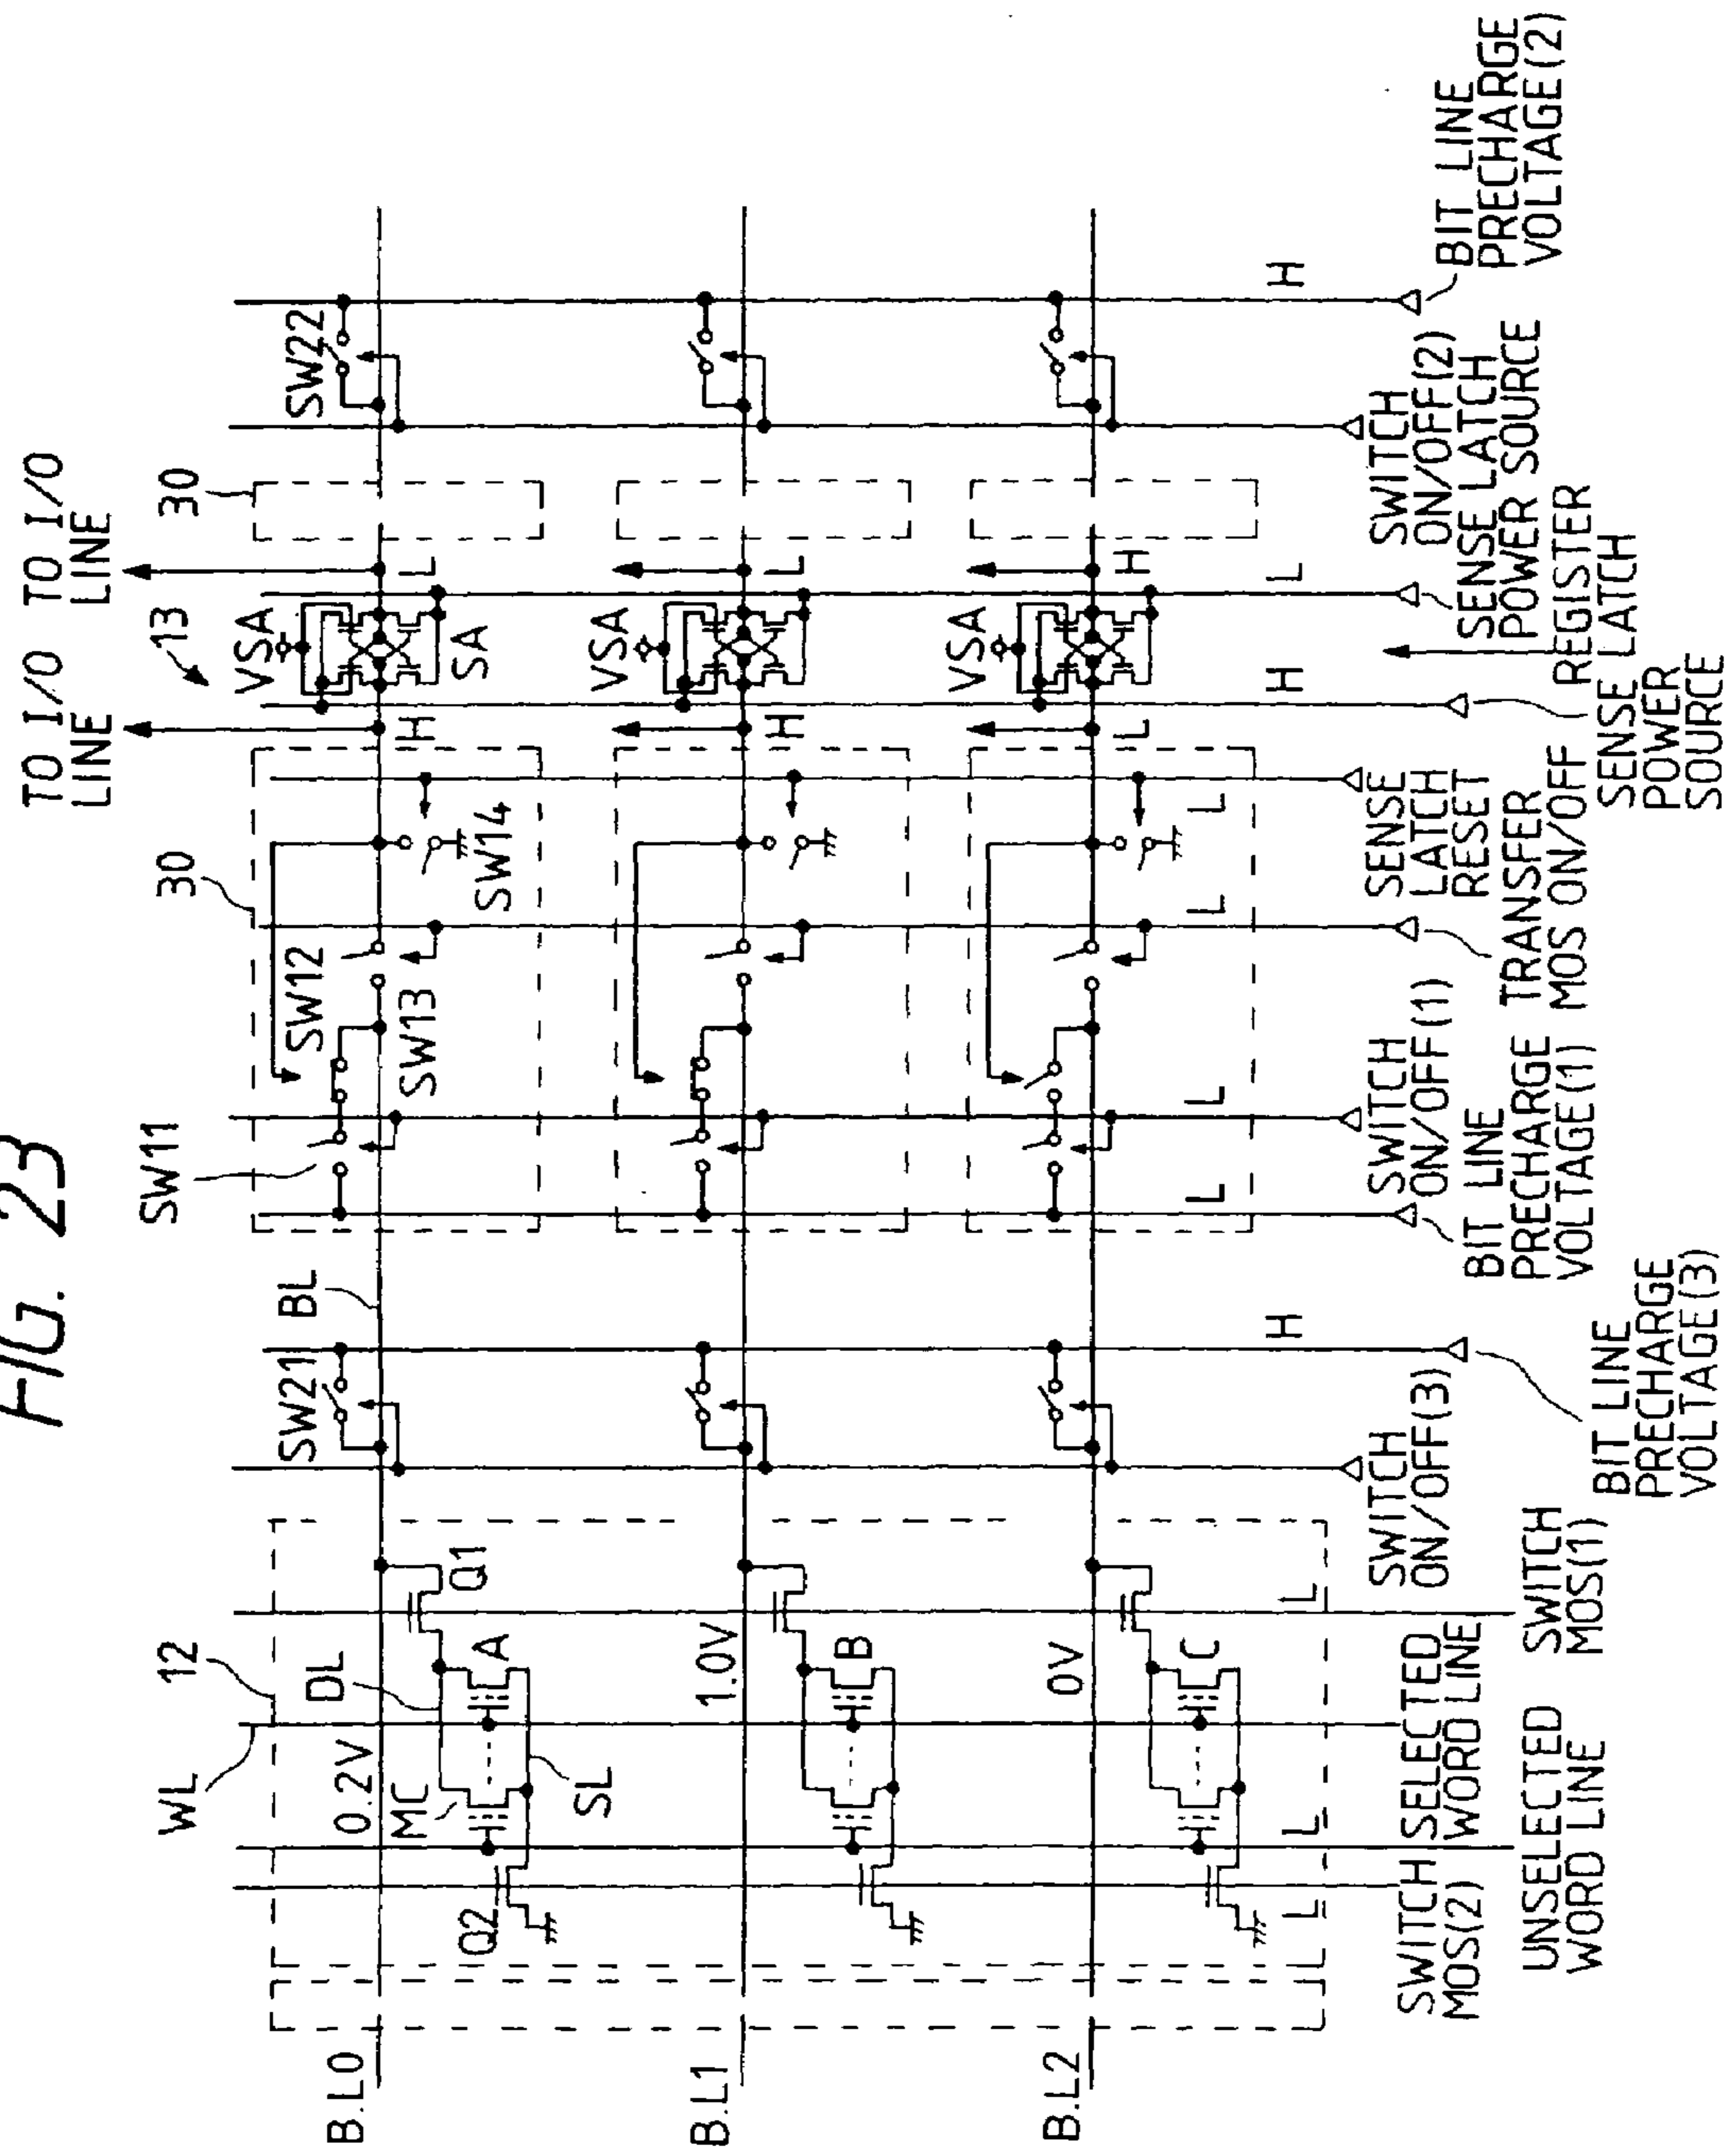 FIG. 23
TO I/O
LINE
TO I/O
LINE
13
30
30
SW11
12
WL
SW22
VSA
SA
H
L
SW14
SW12
SW13
BL
SW21
Q1
DL
A
0.2V
MC
SL
Q2
B.L0
VSA
H
L
1.0V
B
B.L1
VSA
L
H
0V
C
B.L2
H
L
H
L
L
L
L
H
L
L
L
BIT LINE
PRECHARGE
VOLTAGE(2)
SWITCH
ON/OFF(2)
SENSE LATCH
POWER SOURCE
REGISTER
SENSE LATCH
POWER
SOURCE
SENSE
LATCH
RESET
TRANSFER
MOS ON/OFF
SWITCH
ON/OFF(1)
BIT LINE
PRECHARGE
VOLTAGE(1)
BIT LINE
PRECHARGE
VOLTAGE(3)
SWITCH
ON/OFF(3)
SWITCH
MOS(1)
SELECTED
WORD LINE
UNSELECTED
WORD LINE
SWITCH
MOS(2)